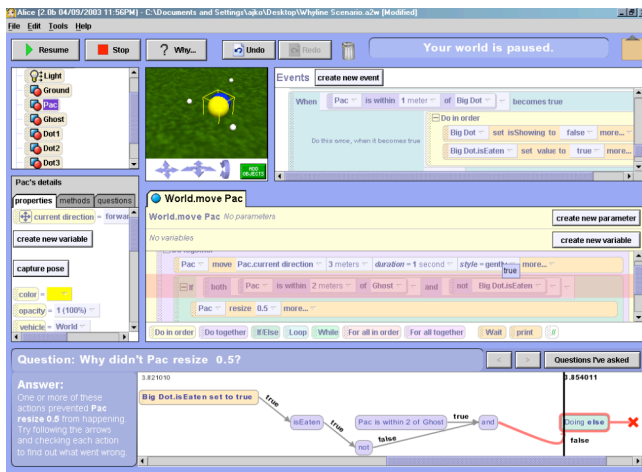 Alice [2.0b 04/09/2003 11:56PM] - C:\Documents and Settings\ajko\Desktop\Whyline Scenario.a2w [Modified]
File Edit Tools Help
Resume Stop ? Why... Undo Redo Your world is paused.
Light
Ground
Pac
Ghost
Dot1
Dot2
Dot3
ADD OBJECTS
Events create new event
When Pac is within 1 meter of Big Dot becomes true
Do in order
Do this once, when it becomes true
Big Dot set isShowing to false more...
Big Dot.isEaten set value to true more...
Pac's details
properties methods questions
current direction = forwar
create new variable
capture pose
color =
opacity = 1 (100%)
vehicle = World
World.move Pac
World.move Pac No parameters create new parameter
No variables create new variable
Do together
Pac move Pac.current direction 3 meters duration = 1 second style = gentl more...
true
If both Pac is within 2 meters of Ghost and not Big Dot.isEaten
Pac resize 0.5 more...
Do in order Do together If/Else Loop While For all in order For all together Wait print //
Question: Why didn't Pac resize 0.5? < > Questions I've asked
Answer:
One or more of these
actions prevented Pac
resize 0.5 from happening.
Try following the arrows
and checking each action
to find out what went wrong.
3.821010 3.854011
Big Dot.isEaten set to true true isEaten true not false Pac is within 2 of Ghost true and Doing else false